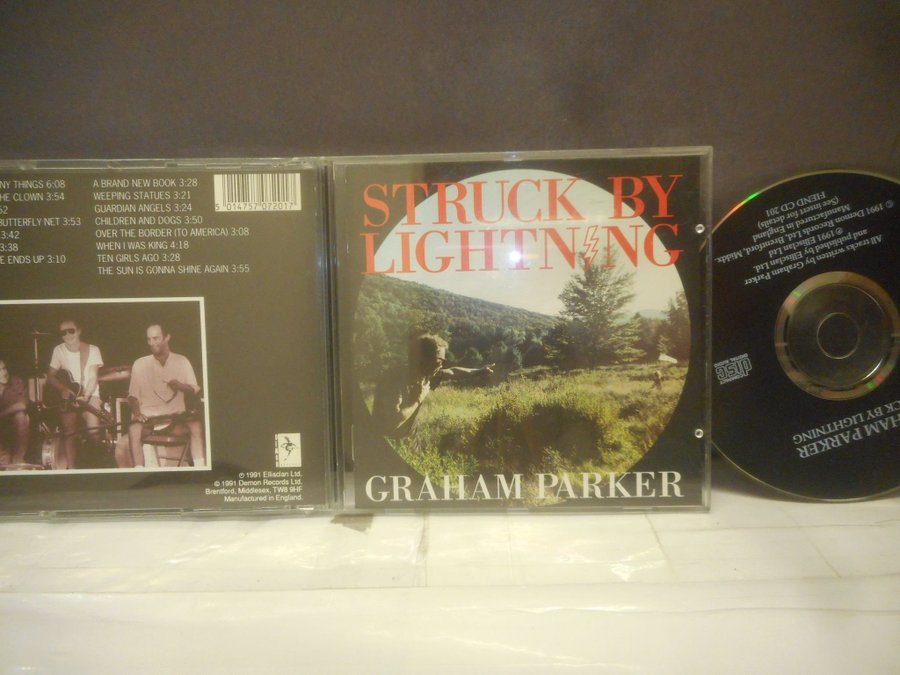 NY THINGS 6:08
HE CLOWN 3:54
52
BUTTERFLY NET 3:53
3:42
3:38
E ENDS UP 3:10
A BRAND NEW BOOK 3:28
WEEPING STATUES 3:21
GUARDIAN ANGELS 3:24
CHILDREN AND DOGS 3:50
OVER THE BORDER (TO AMERICA) 3:08
WHEN I WAS KING 4:18
TEN GIRLS AGO 3:28
THE SUN IS GONNA SHINE AGAIN 3:55
5 014757 072017
℗ 1991 Ellisclan Ltd.
© 1991 Demon Records Ltd.
Brentford, Middlesex, TW8 9HF
Manufactured in England.
STRUCK BY
LIGHTNING
GRAHAM PARKER
HAM PARKER
CK BY LIGHTNING
COMPACT
disc
DIGITAL AUDIO
All tracks written by Graham Parker
and published by Ellisclan Ltd.
℗ 1991 Ellisclan Ltd
© 1991 Demon Records Ltd, Brentford, Middx.
Manufactured in England
(See inner for details)
FIEND CD 201